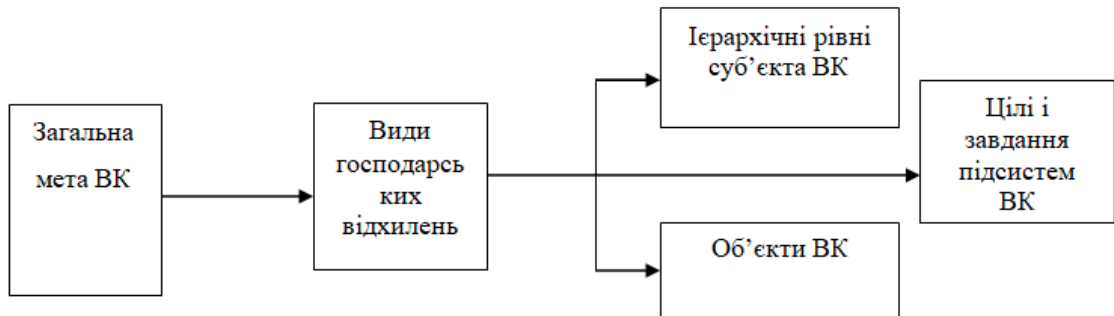 Загальна
мета ВК
Види
господарсь
ких
відхилень
Ієрархічні рівні
суб’єкта ВК
Об’єкти ВК
Цілі і
завдання
підсистем
ВК